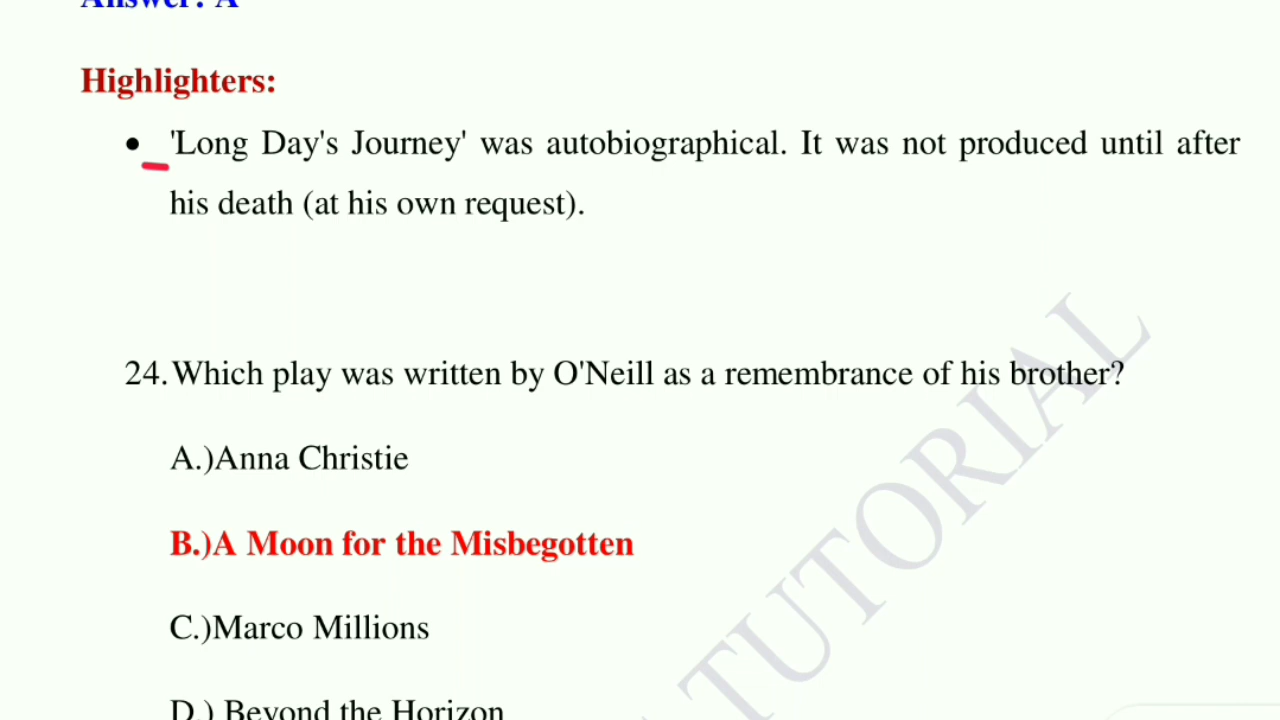 Answer: A
Highlighters:
• 'Long Day's Journey' was autobiographical. It was not produced until after
his death (at his own request).
24. Which play was written by O'Neill as a remembrance of his brother?
A.)Anna Christie
B.)A Moon for the Misbegotten
C.)Marco Millions
D.) Beyond the Horizon
TUTORIAL